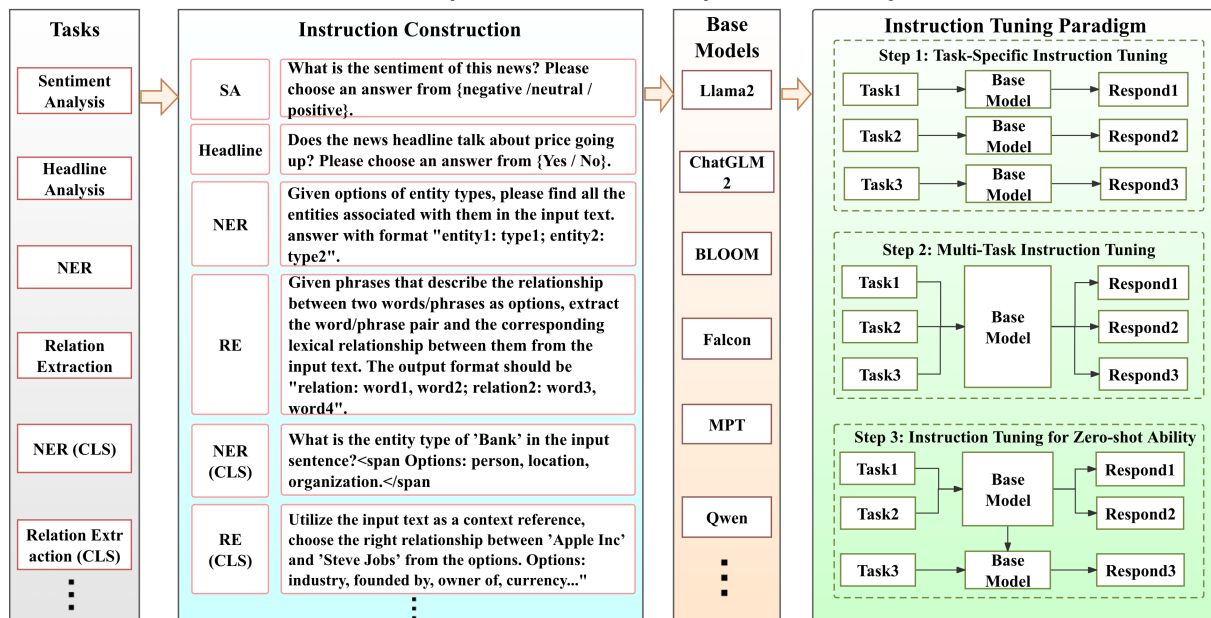 Tasks
Sentiment
Analysis
Headline
Analysis
NER
Relation
Extraction
NER (CLS)
Relation Extr
action (CLS)
Instruction Construction
SA
What is the sentiment of this news? Please
choose an answer from {negative /neutral /
positive}.
Headline
Does the news headline talk about price going
up? Please choose an answer from {Yes / No}.
NER
Given options of entity types, please find all the
entities associated with them in the input text.
answer with format "entity1: type1; entity2:
type2".
RE
Given phrases that describe the relationship
between two words/phrases as options, extract
the word/phrase pair and the corresponding
lexical relationship between them from the
input text. The output format should be
"relation: word1, word2; relation2: word3,
word4".
NER
(CLS)
What is the entity type of ’Bank’ in the input
sentence?<span Options: person, location,
organization.</span
RE
(CLS)
Utilize the input text as a context reference,
choose the right relationship between ’Apple Inc’
and ’Steve Jobs’ from the options. Options:
industry, founded by, owner of, currency..."
Base
Models
Llama2
ChatGLM
2
BLOOM
Falcon
MPT
Qwen
Instruction Tuning Paradigm
Step 1: Task-Specific Instruction Tuning
Task1
Base
Model
Respond1
Task2
Base
Model
Respond2
Task3
Base
Model
Respond3
Step 2: Multi-Task Instruction Tuning
Task1
Task2
Task3
Base
Model
Respond1
Respond2
Respond3
Step 3: Instruction Tuning for Zero-shot Ability
Task1
Task2
Base
Model
Respond1
Respond2
Task3
Base
Model
Respond3